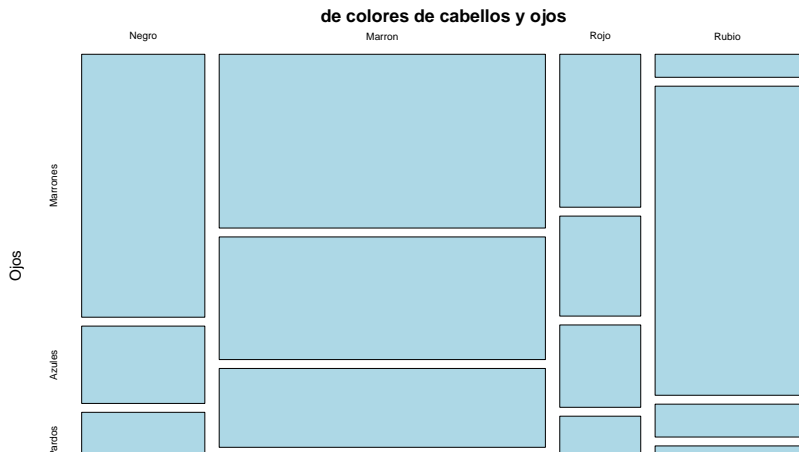 de colores de cabellos y ojos
Negro Marron Rojo Rubio
Marrones
Ojos
Azules
Pardos